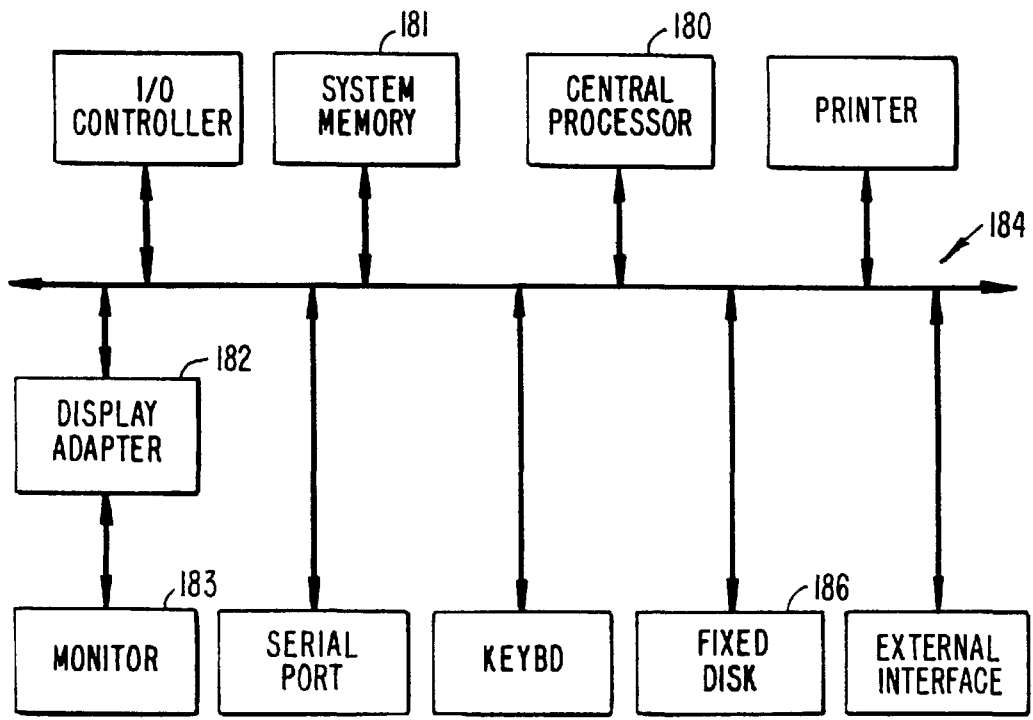 181
180
I/O
CONTROLLER
SYSTEM
MEMORY
CENTRAL
PROCESSOR
PRINTER
184
182
DISPLAY
ADAPTER
183
186
MONITOR
SERIAL
PORT
KEYBD
FIXED
DISK
EXTERNAL
INTERFACE